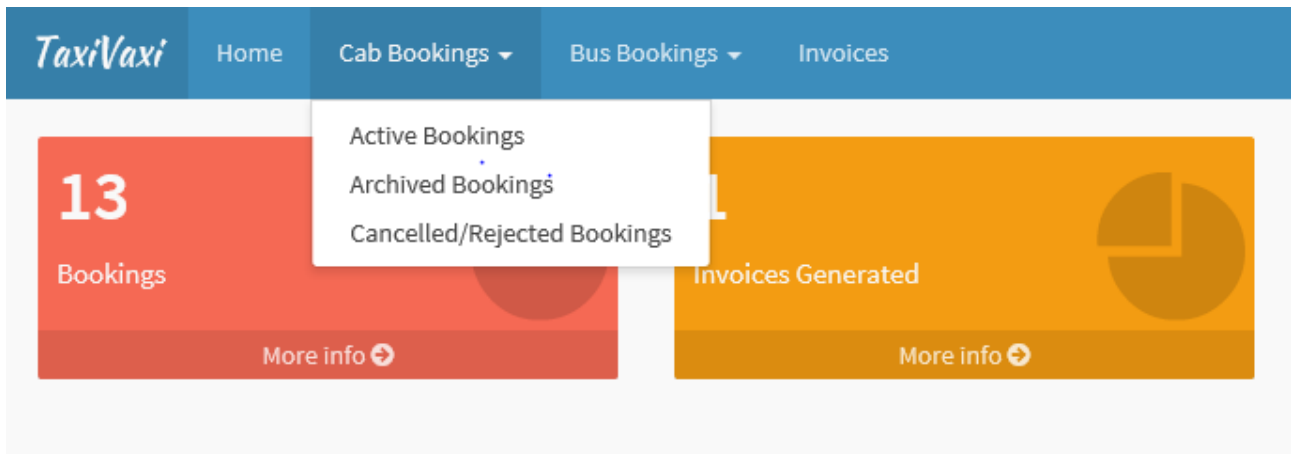 TaxiVaxi Home Cab Bookings Bus Bookings Invoices
Active Bookings
Archived Bookings
Cancelled/Rejected Bookings
13
Bookings
More info
1
Invoices Generated
More info